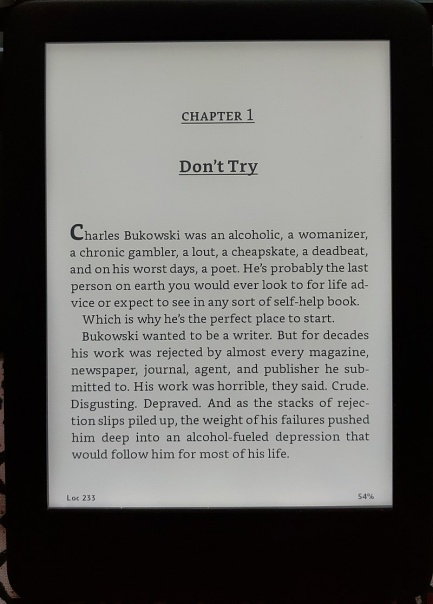 CHAPTER 1
Don't Try
Charles Bukowski was an alcoholic, a womanizer,
a chronic gambler, a lout, a cheapskate, a deadbeat,
and on his worst days, a poet. He's probably the last
person on earth you would ever look to for life ad-
vice or expect to see in any sort of self-help book.
Which is why he's the perfect place to start.
Bukowski wanted to be a writer. But for decades
his work was rejected by almost every magazine,
newspaper, journal, agent, and publisher he sub-
mitted to. His work was horrible, they said. Crude.
Disgusting. Depraved. And as the stacks of rejec-
tion slips piled up, the weight of his failures pushed
him deep into an alcohol-fueled depression that
would follow him for most of his life.
Loc 233 54%